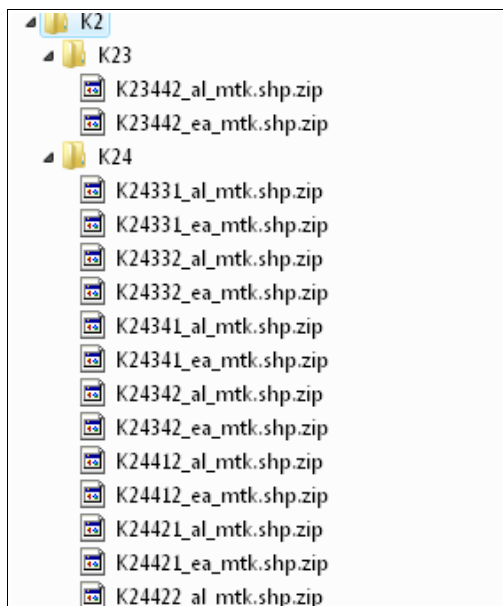 K2
K23
K23442_al_mtk.shp.zip
K23442_ea_mtk.shp.zip
K24
K24331_al_mtk.shp.zip
K24331_ea_mtk.shp.zip
K24332_al_mtk.shp.zip
K24332_ea_mtk.shp.zip
K24341_al_mtk.shp.zip
K24341_ea_mtk.shp.zip
K24342_al_mtk.shp.zip
K24342_ea_mtk.shp.zip
K24412_al_mtk.shp.zip
K24412_ea_mtk.shp.zip
K24421_al_mtk.shp.zip
K24421_ea_mtk.shp.zip
K24422_al_mtk.shp.zip